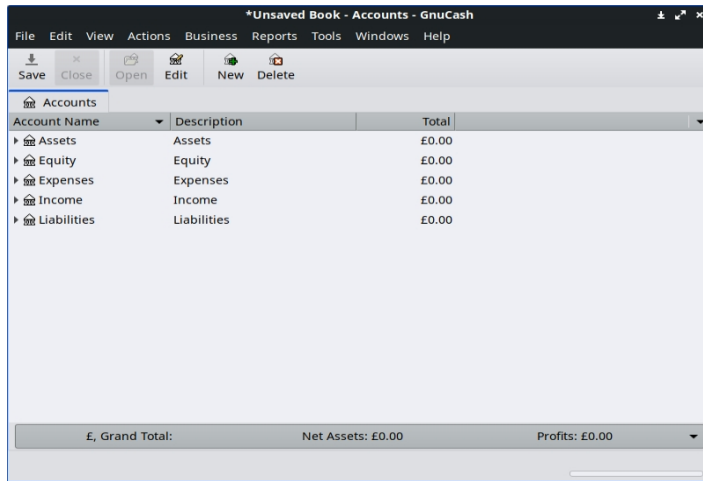 *Unsaved Book - Accounts - GnuCash
File Edit View Actions Business Reports Tools Windows Help
Save Close Open Edit New Delete
Accounts
Account Name Description Total
Assets Assets £0.00
Equity Equity £0.00
Expenses Expenses £0.00
Income Income £0.00
Liabilities Liabilities £0.00
£, Grand Total: Net Assets: £0.00 Profits: £0.00